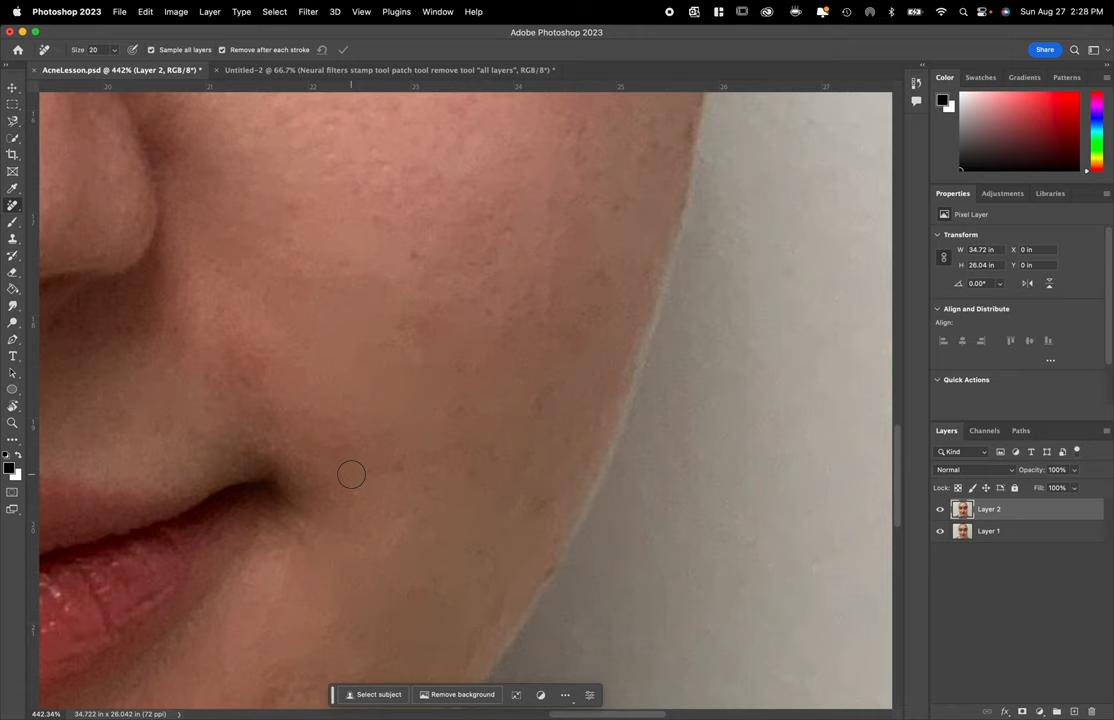 Photoshop 2023 File Edit Image Layer Type Select Filter 3D View Plugins Window Help Sun Aug 27 2:28 PM
Adobe Photoshop 2023
Size 20 Sample all layers Remove after each stroke Share
AcneLesson.psd @ 442% (Layer 2, RGB/8*) * Untitled-2 @ 66.7% (Neural filters stamp tool patch tool remove tool "all layers", RGB/8*) *
20 21 22 23 24 25 26 27
Color Swatches Gradients Patterns
16
17
18
19
20
21
Properties Adjustments Libraries
Pixel Layer
Transform
W 34.72 in X 0 in
H 26.04 in Y 0 in
0.00°
Align and Distribute
Align:
Quick Actions
Layers Channels Paths
Kind
Normal Opacity: 100%
Lock: Fill: 100%
Layer 2
Layer 1
Select subject Remove background
442.34% 34.722 in x 26.042 in (72 ppi)